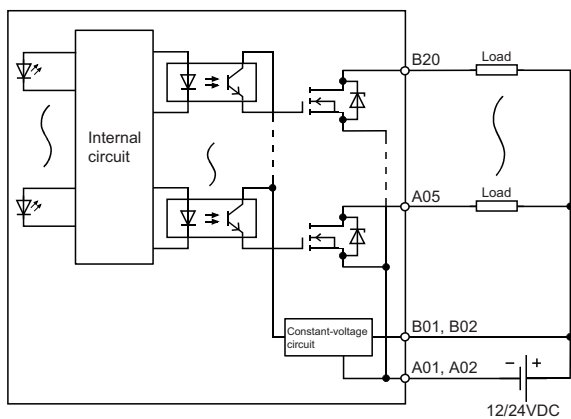 B20
Load
Internal
circuit
A05
Load
Constant-voltage
circuit
B01, B02
A01, A02
− +
12/24VDC